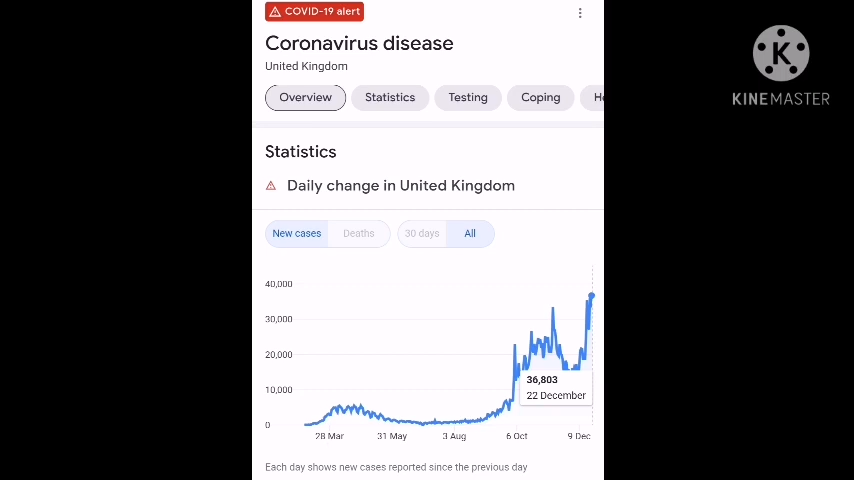 COVID-19 alert
Coronavirus disease
United Kingdom
Overview Statistics Testing Coping He
Statistics
Daily change in United Kingdom
New cases Deaths 30 days All
40,000
30,000
20,000
10,000
0
36,803
22 December
28 Mar 31 May 3 Aug 6 Oct 9 Dec
Each day shows new cases reported since the previous day
K
KINEMASTER